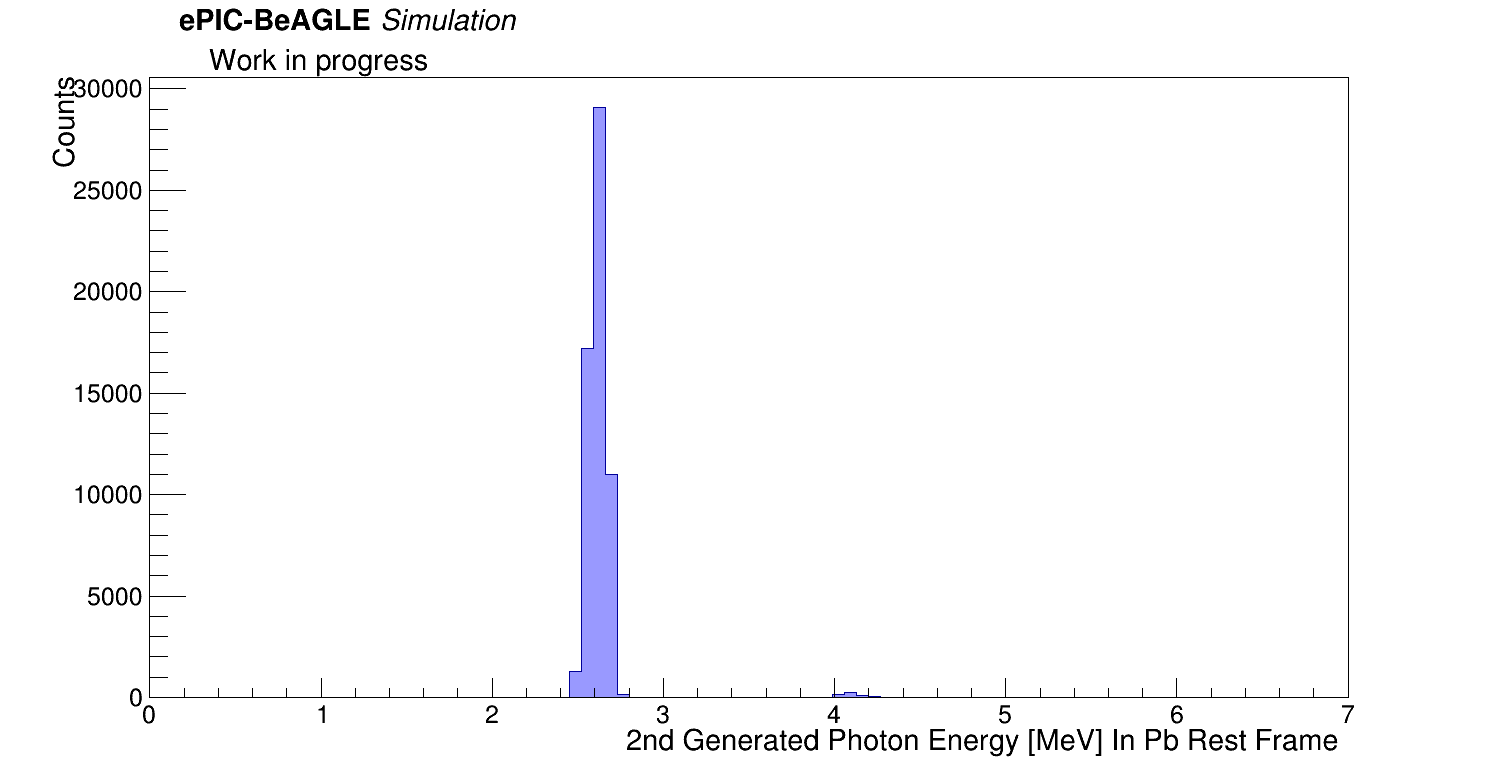 ePIC-BeAGLE Simulation
Work in progress
Counts
30000
25000
20000
15000
10000
5000
0
0 1 2 3 4 5 6 7
2nd Generated Photon Energy [MeV] In Pb Rest Frame